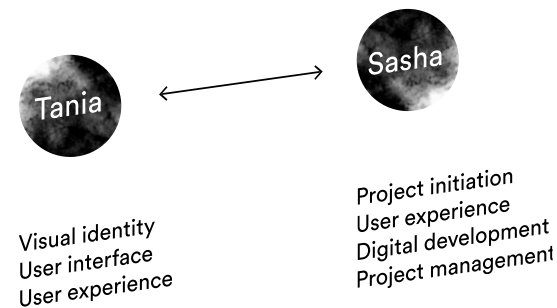 Tania
Sasha
Visual identity
User interface
User experience
Project initiation
User experience
Digital development
Project management